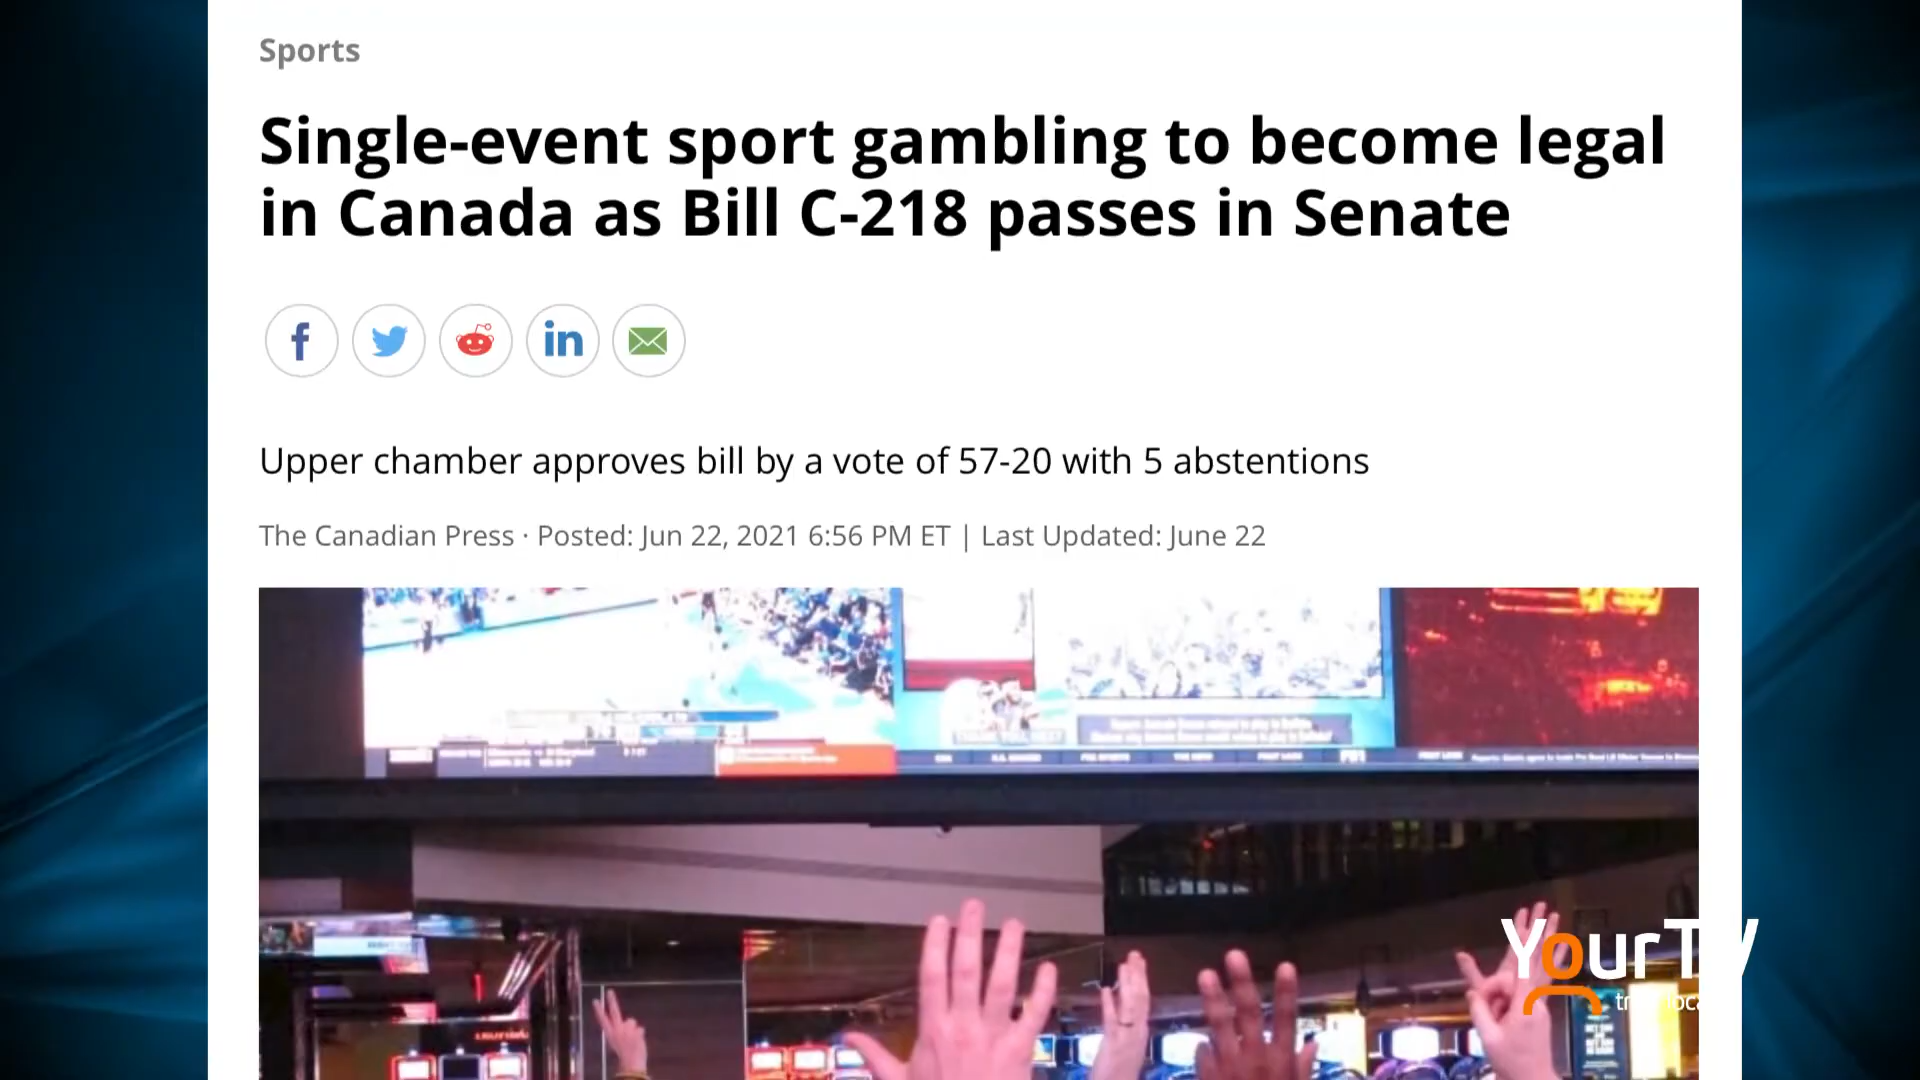 Sports
Single-event sport gambling to become legal
in Canada as Bill C-218 passes in Senate
f
in
Upper chamber approves bill by a vote of 57-20 with 5 abstentions
The Canadian Press · Posted: Jun 22, 2021 6:56 PM ET | Last Updated: June 22
YourTV